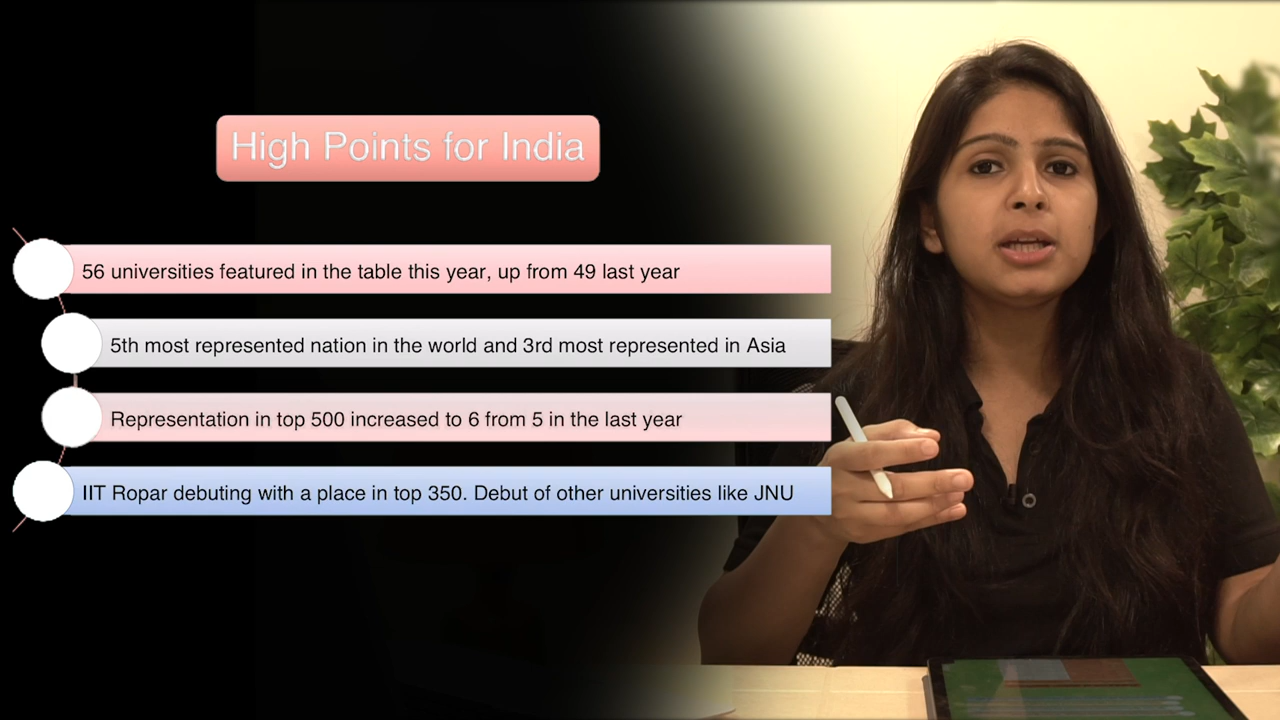 High Points for India
56 universities featured in the table this year, up from 49 last year
5th most represented nation in the world and 3rd most represented in Asia
Representation in top 500 increased to 6 from 5 in the last year
IIT Ropar debuting with a place in top 350. Debut of other universities like JNU